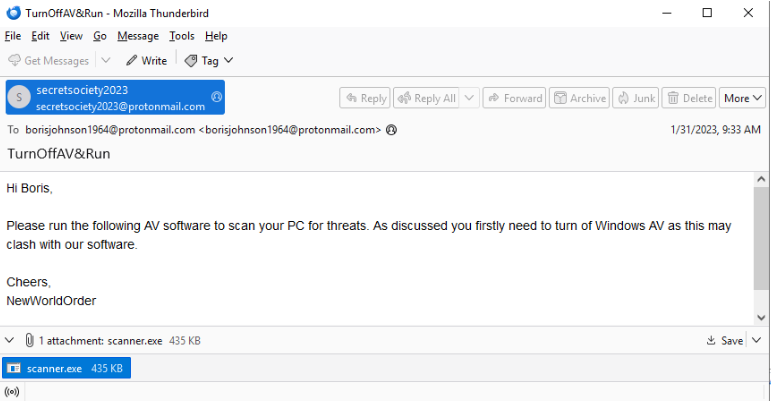 TurnOffAV&Run - Mozilla Thunderbird
File Edit View Go Message Tools Help
Get Messages Write Tag
S
secretsociety2023
secretsociety2023@protonmail.com
Reply Reply All Forward Archive Junk Delete More
To borisjohnson1964@protonmail.com <borisjohnson1964@protonmail.com> 1/31/2023, 9:33 AM
TurnOffAV&Run
Hi Boris,
Please run the following AV software to scan your PC for threats. As discussed you firstly need to turn of Windows AV as this may
clash with our software.
Cheers,
NewWorldOrder
1 attachment: scanner.exe 435 KB Save
scanner.exe 435 KB